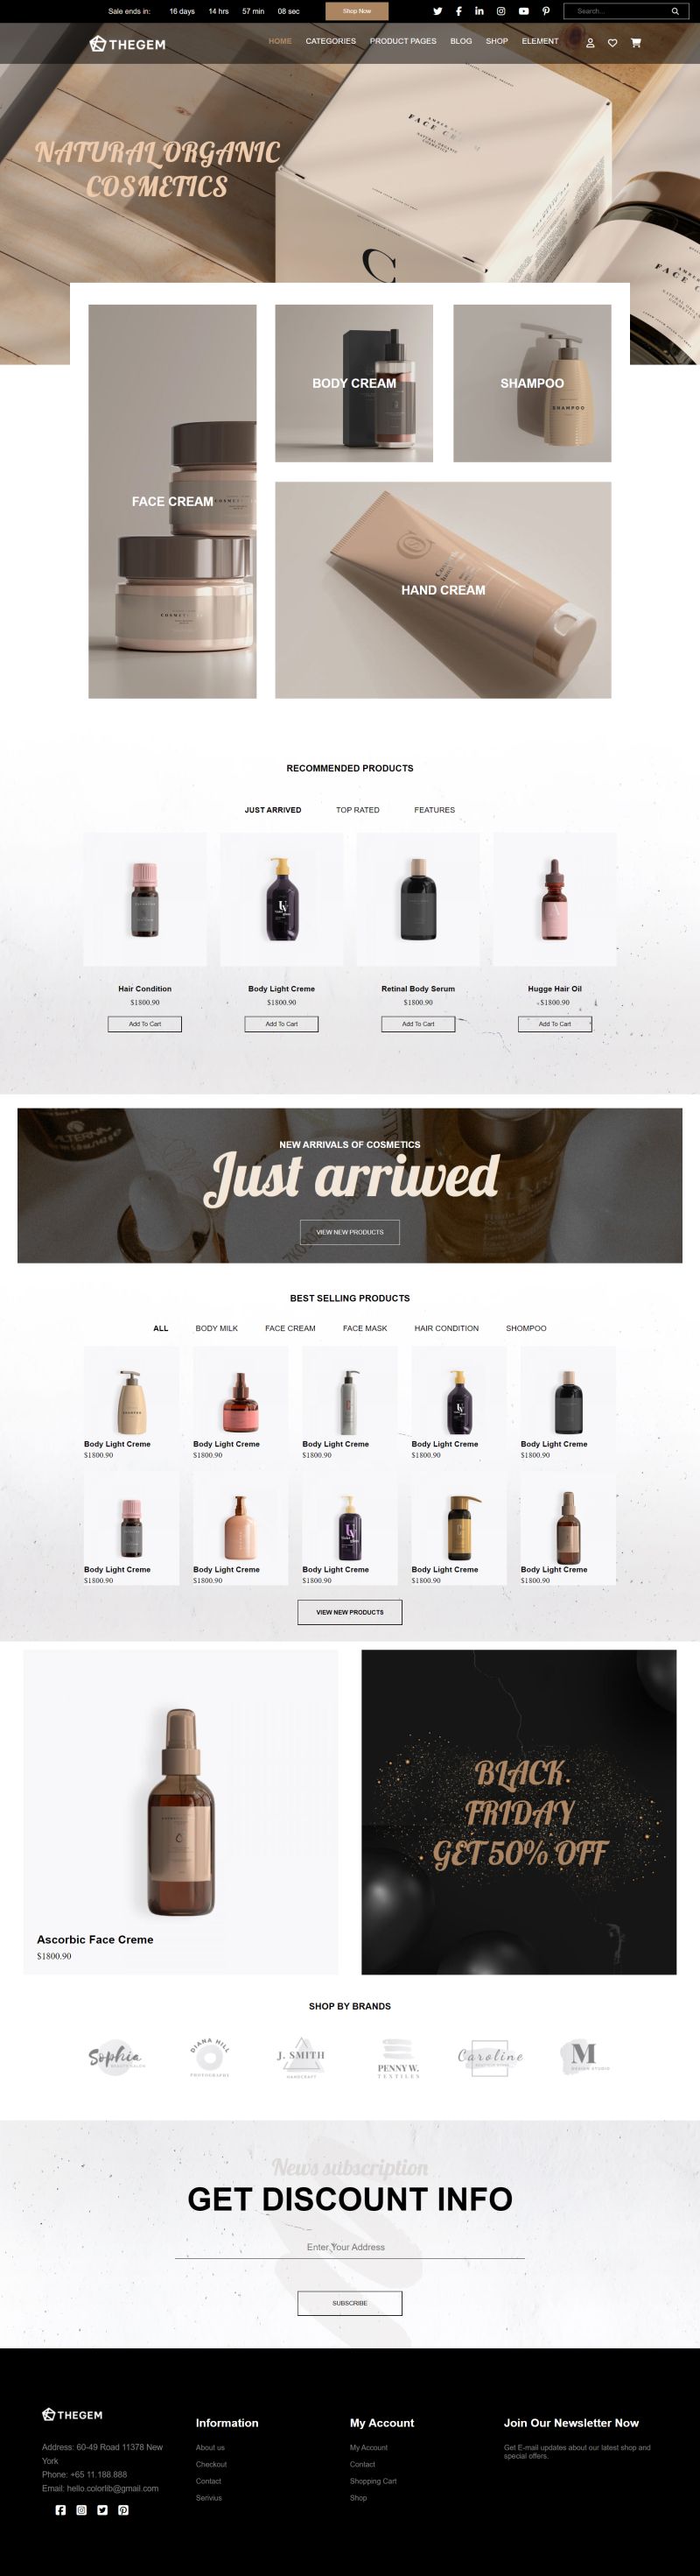 Sale ends in: 16 days 14 hrs 57 min 08 sec Shop Now Search...
THEGEM HOME CATEGORIES PRODUCT PAGES BLOG SHOP ELEMENT
NATURAL ORGANIC
COSMETICS
FACE CREAM
BODY CREAM
SHAMPOO
SHAMPOO
HAND CREAM
RECOMMENDED PRODUCTS
JUST ARRIVED TOP RATED FEATURES
Hair Condition Body Light Creme Retinal Body Serum Hugge Hair Oil
$1800.90 $1800.90 $1800.90 $1800.90
Add To Cart Add To Cart Add To Cart Add To Cart
NEW ARRIVALS OF COSMETICS
Just arriwed
VIEW NEW PRODUCTS
BEST SELLING PRODUCTS
ALL BODY MILK FACE CREAM FACE MASK HAIR CONDITION SHOMPOO
Body Light Creme Body Light Creme Body Light Creme Body Light Creme Body Light Creme
$1800.90 $1800.90 $1800.90 $1800.90 $1800.90
Body Light Creme Body Light Creme Body Light Creme Body Light Creme Body Light Creme
$1800.90 $1800.90 $1800.90 $1800.90 $1800.90
VIEW NEW PRODUCTS
Ascorbic Face Creme
$1800.90
BLACK
FRIDAY
GET 50% OFF
SHOP BY BRANDS
Sophia
DIANA HILL
PHOTOGRAPHY
J. SMITH
HANDCRAFT
PENNY W.
TEXTILES
Caroline
M
News subscription
GET DISCOUNT INFO
Enter Your Address
SUBSCRIBE
THEGEM
Address: 60-49 Road 11378 New
York
Phone: +65 11.188.888
Email: hello.colorlib@gmail.com
Information
About us
Checkout
Contact
Serivius
My Account
My Account
Contact
Shopping Cart
Shop
Join Our Newsletter Now
Get E-mail updates about our latest shop and
special offers.